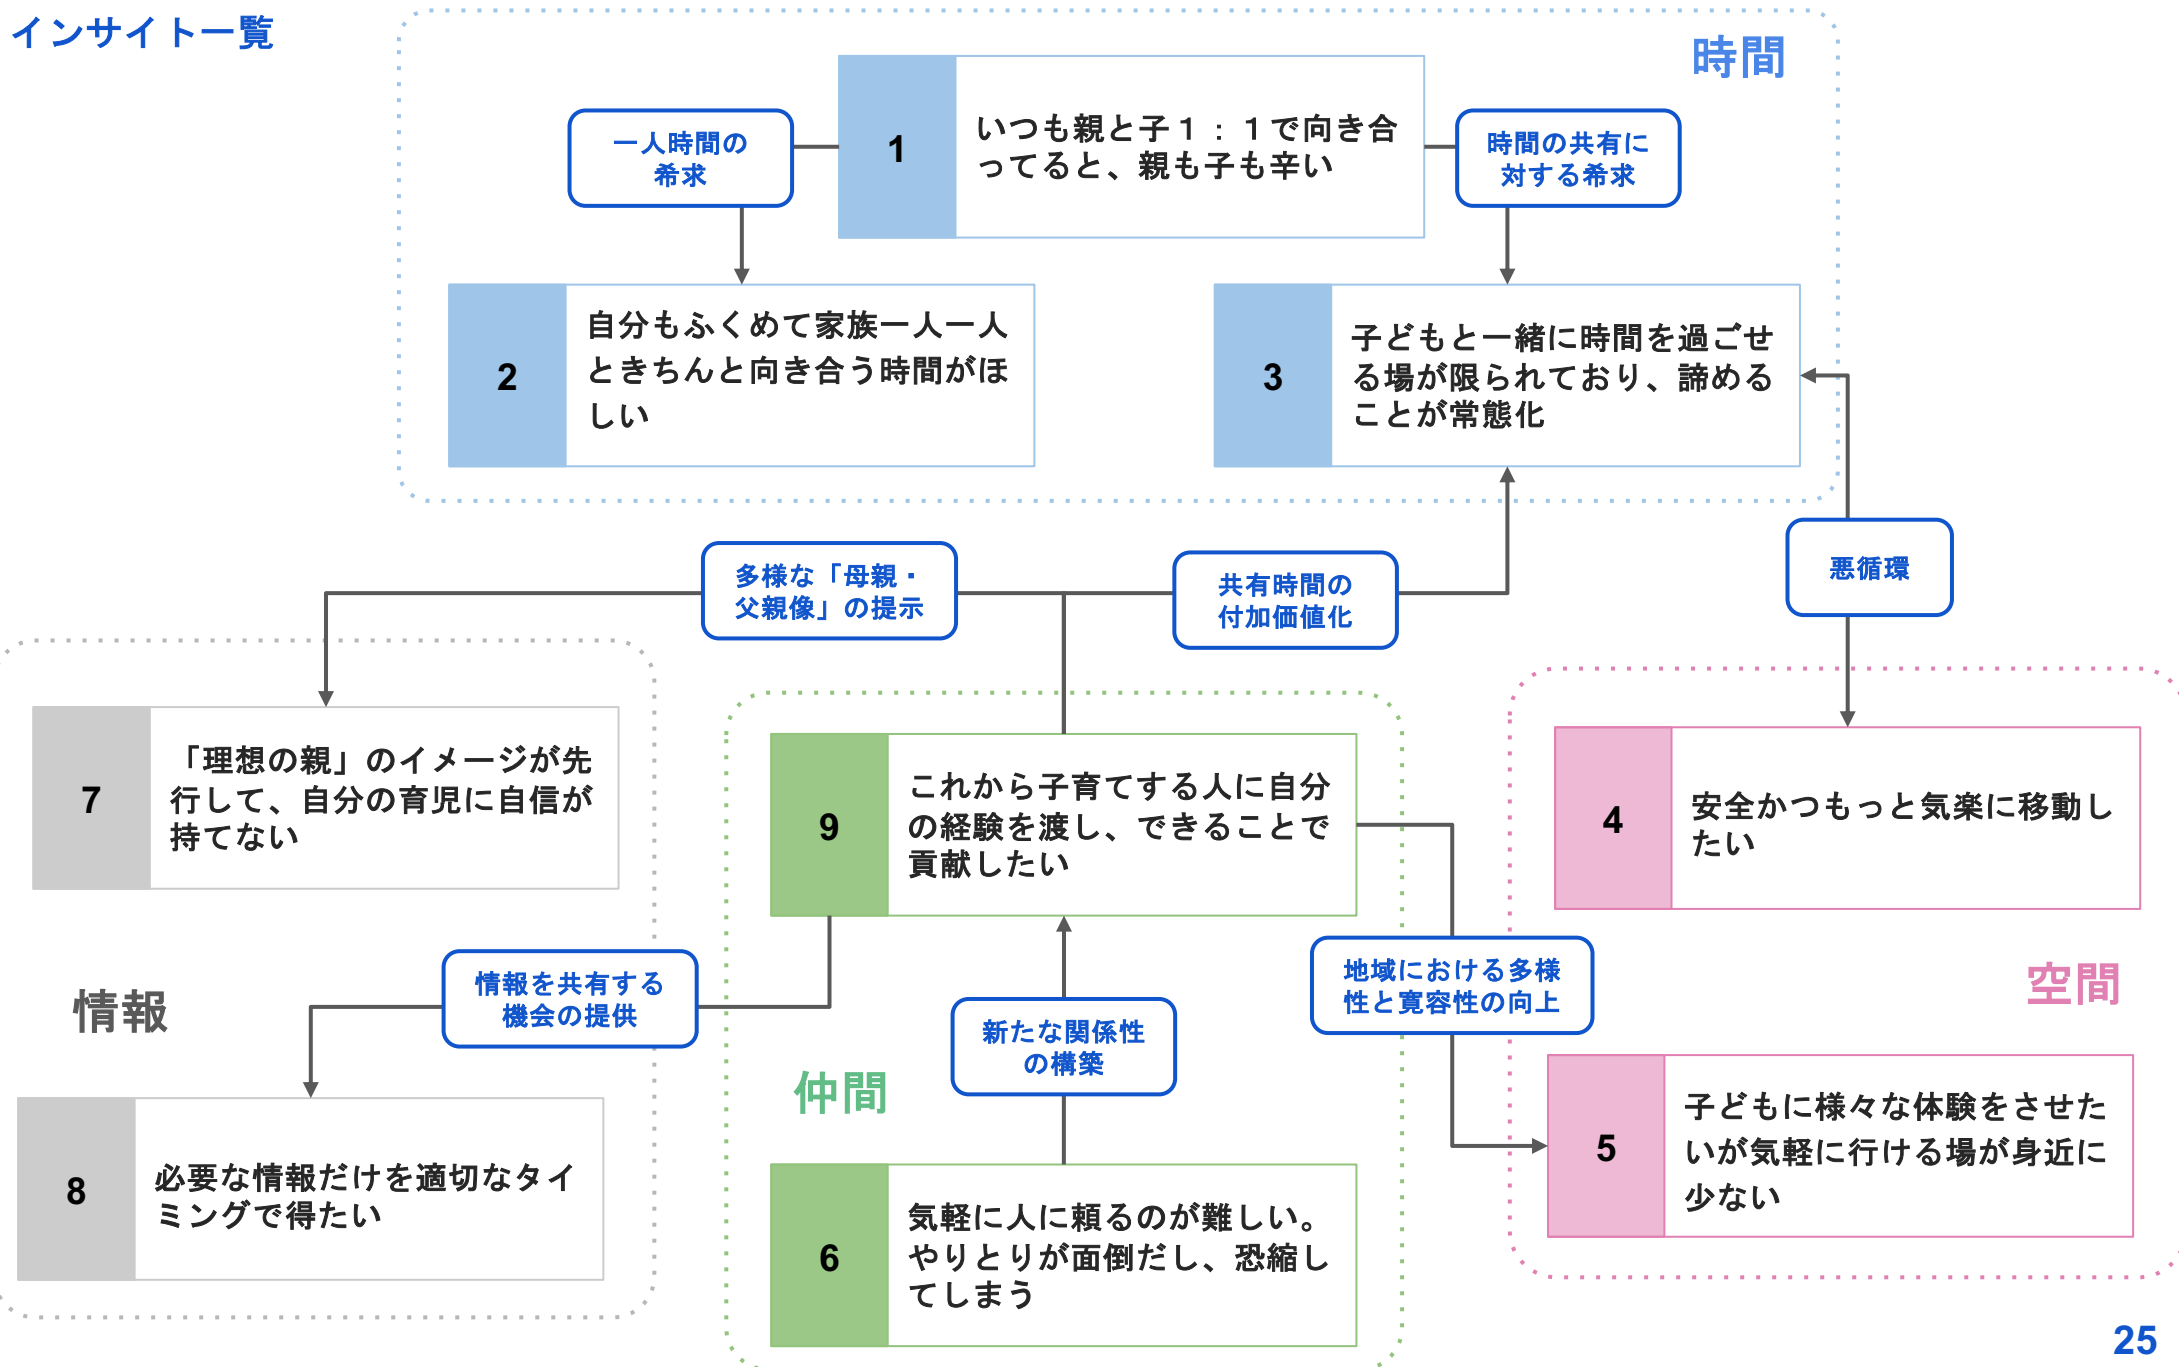 インサイト一覧
時間
1
いつも親と子１：１で向き合
ってると、親も子も辛い
一人時間の
希求
時間の共有に
対する希求
2
自分もふくめて家族一人一人
ときちんと向き合う時間がほ
しい
3
子どもと一緒に時間を過ごせ
る場が限られており、諦める
ことが常態化
多様な「母親・
父親像」の提示
共有時間の
付加価値化
悪循環
7
「理想の親」のイメージが先
行して、自分の育児に自信が
持てない
9
これから子育てする人に自分
の経験を渡し、できることで
貢献したい
4
安全かつもっと気楽に移動し
たい
情報
情報を共有する
機会の提供
新たな関係性
の構築
地域における多様
性と寛容性の向上
空間
仲間
8
必要な情報だけを適切なタイ
ミングで得たい
6
気軽に人に頼るのが難しい。
やりとりが面倒だし、恐縮し
てしまう
5
子どもに様々な体験をさせた
いが気軽に行ける場が身近に
少ない
25